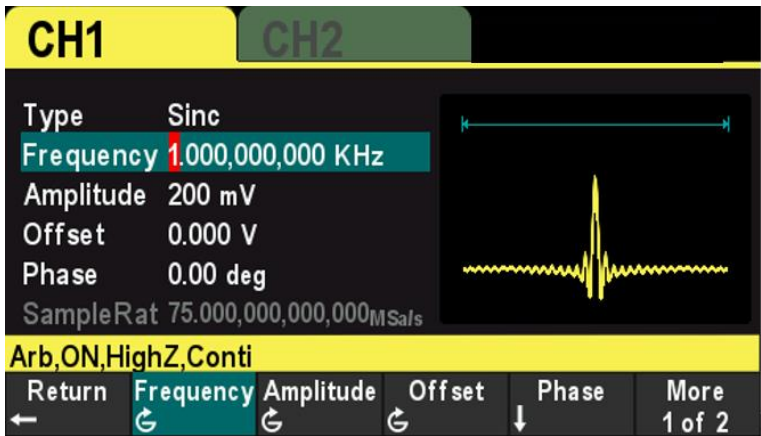 CH1 CH2
Type Sinc
Frequency 1.000,000,000 KHz
Amplitude 200 mV
Offset 0.000 V
Phase 0.00 deg
SampleRat 75.000,000,000,000MSa/s
Arb,ON,HighZ,Conti
Return Frequency Amplitude Offset Phase More
1 of 2